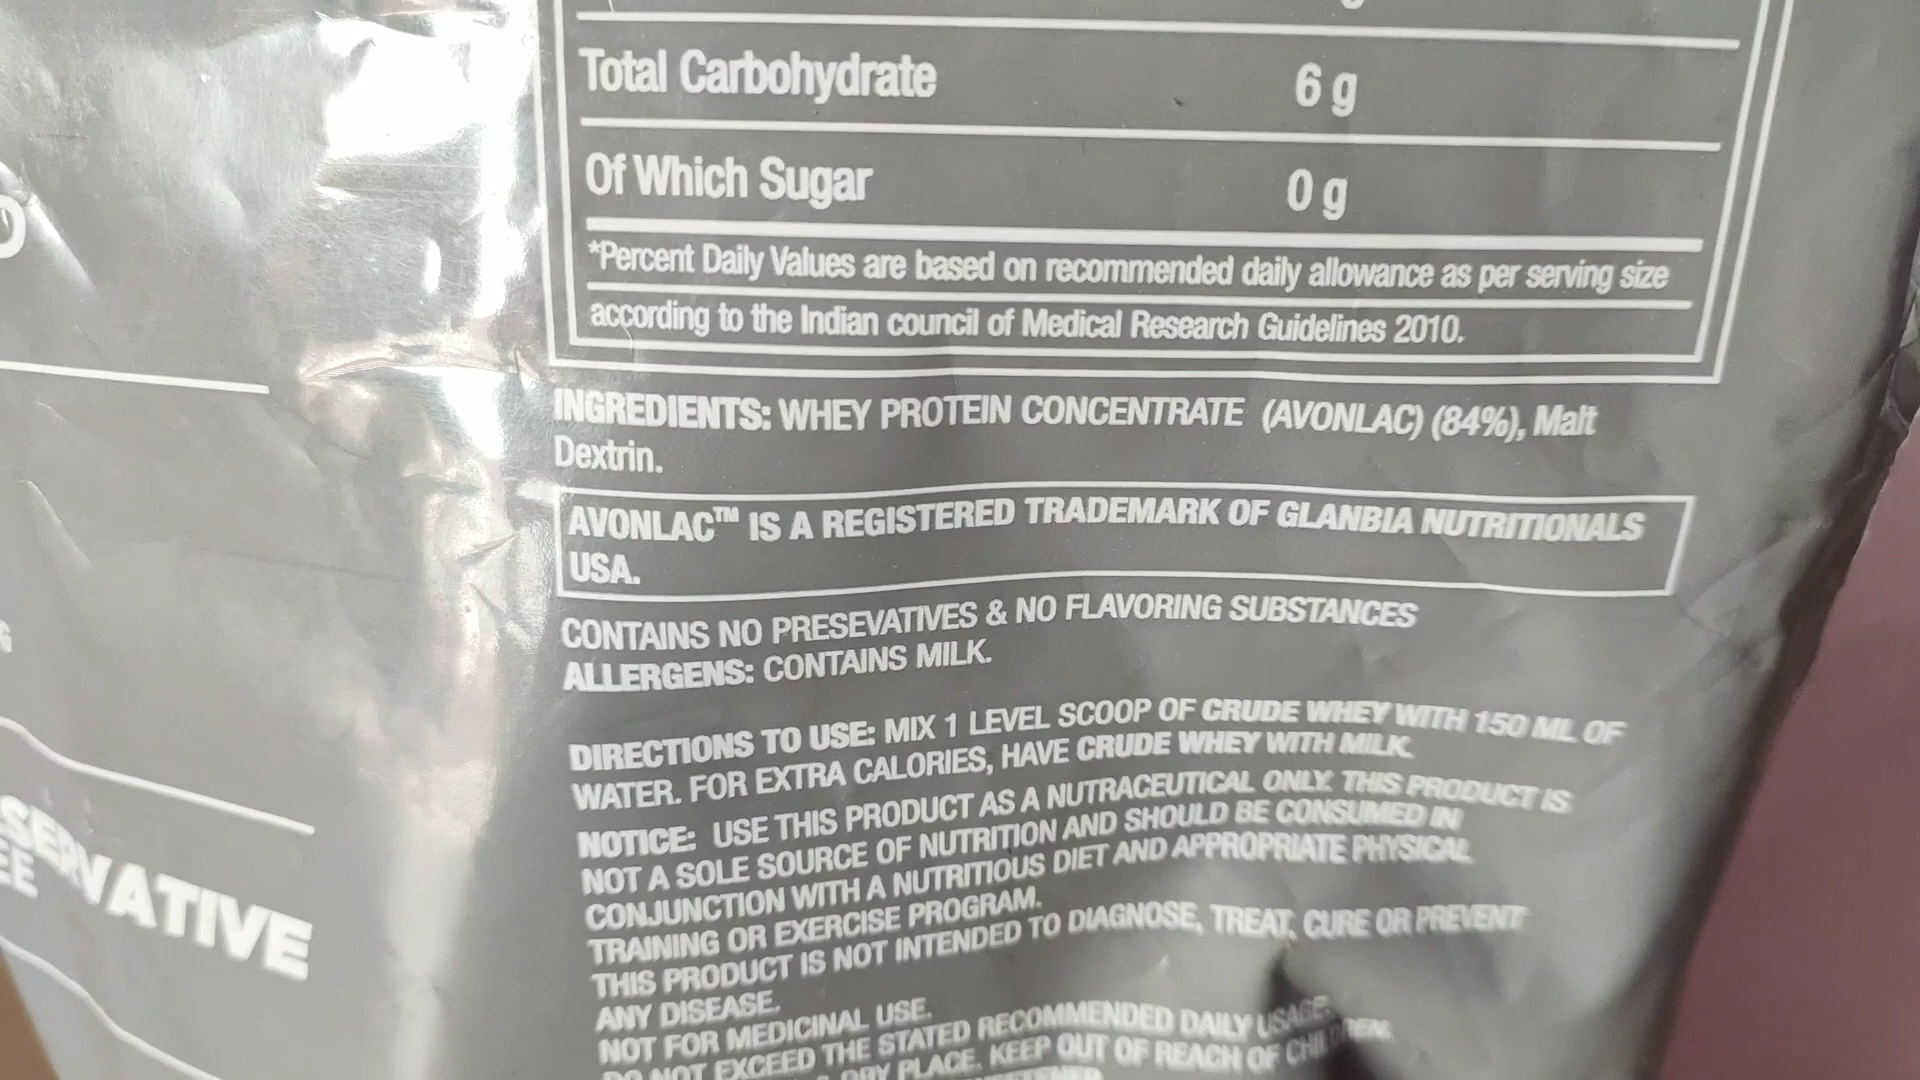 Total Carbohydrate 6 g
Of Which Sugar 0 g
*Percent Daily Values are based on recommended daily allowance as per serving size
according to the Indian council of Medical Research Guidelines 2010.
INGREDIENTS: WHEY PROTEIN CONCENTRATE (AVONLAC) (84%), Malt
Dextrin.
AVONLAC™ IS A REGISTERED TRADEMARK OF GLANBIA NUTRITIONALS
USA.
CONTAINS NO PRESEVATIVES & NO FLAVORING SUBSTANCES
ALLERGENS: CONTAINS MILK.
DIRECTIONS TO USE: MIX 1 LEVEL SCOOP OF CRUDE WHEY WITH 150 ML OF
WATER. FOR EXTRA CALORIES, HAVE CRUDE WHEY WITH MILK.
NOTICE: USE THIS PRODUCT AS A NUTRACEUTICAL ONLY. THIS PRODUCT IS
NOT A SOLE SOURCE OF NUTRITION AND SHOULD BE CONSUMED IN
CONJUNCTION WITH A NUTRITIOUS DIET AND APPROPRIATE PHYSICAL
TRAINING OR EXERCISE PROGRAM.
THIS PRODUCT IS NOT INTENDED TO DIAGNOSE, TREAT, CURE OR PREVENT
ANY DISEASE.
NOT FOR MEDICINAL USE.
DO NOT EXCEED THE STATED RECOMMENDED DAILY USAGE.
DRY PLACE. KEEP OUT OF REACH OF CHILDREN.
SERVATIVE
EE